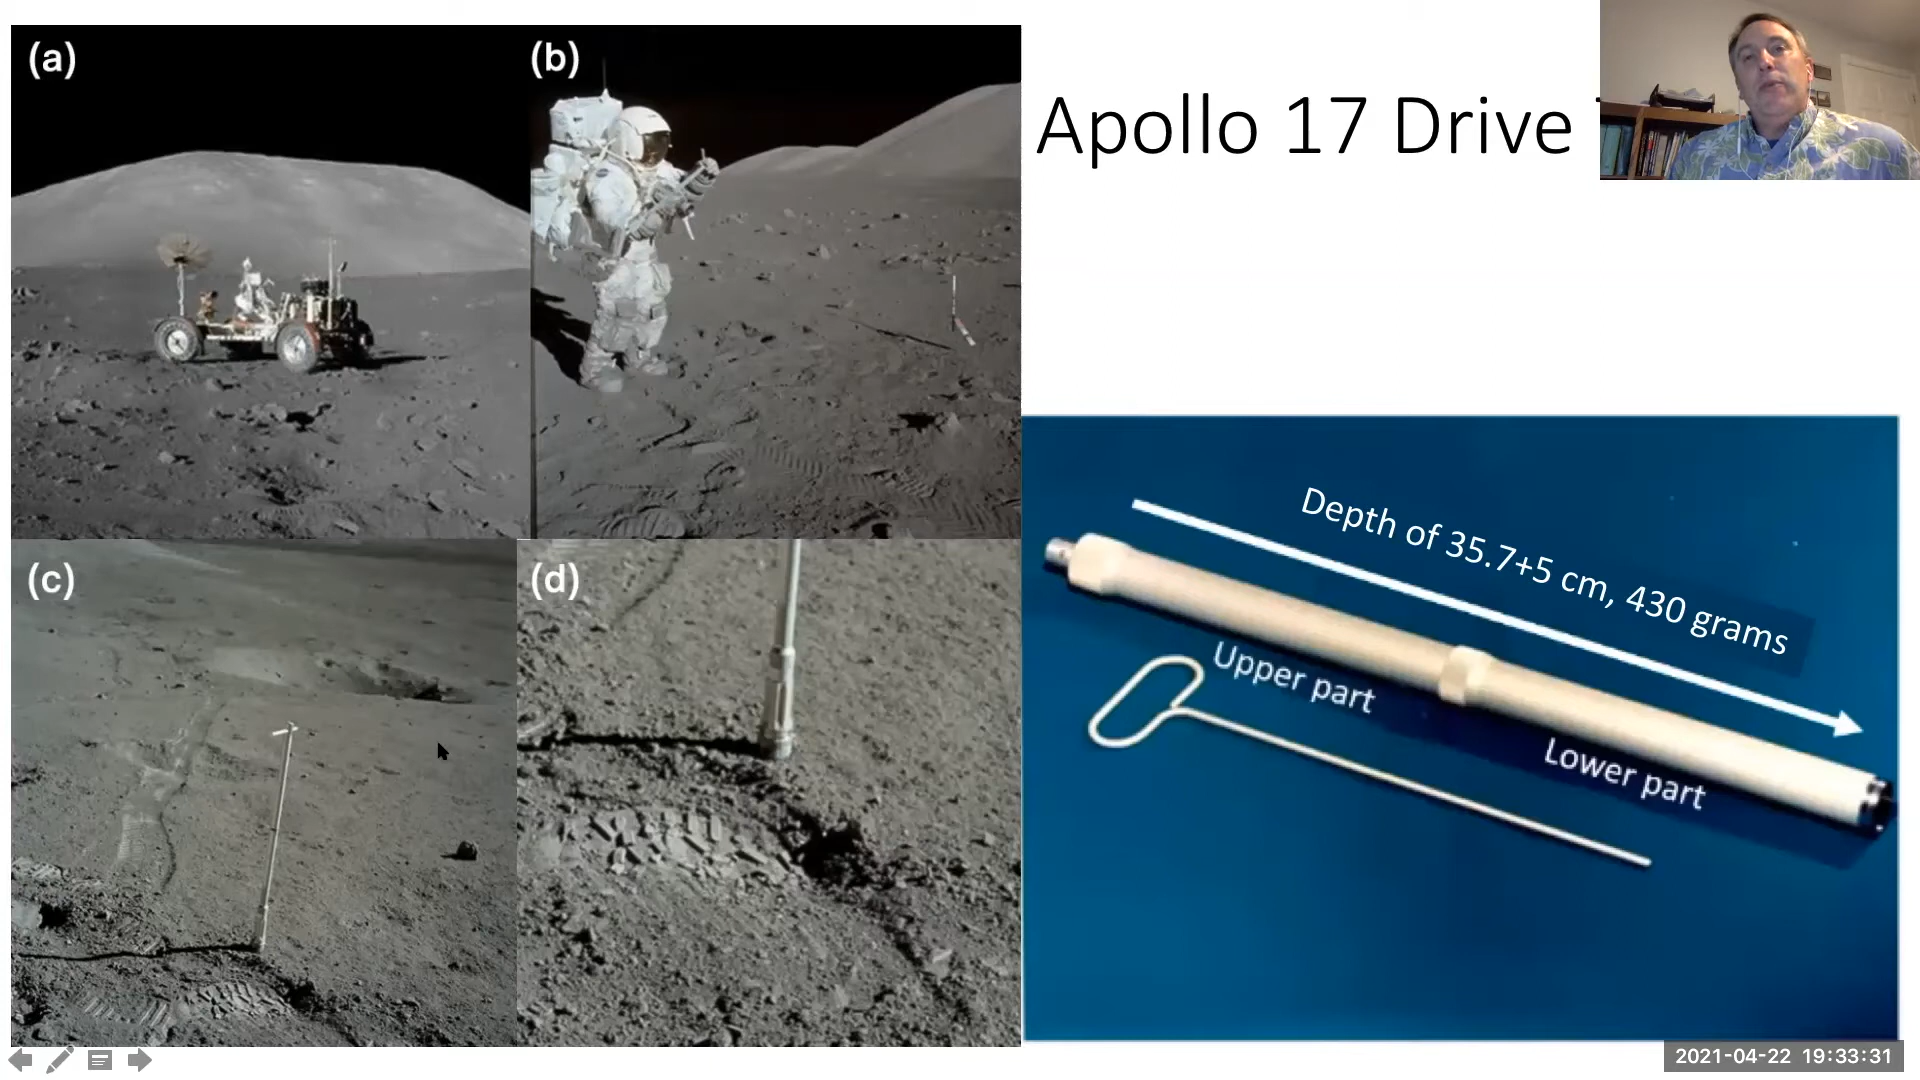 (a)
(b)
Apollo 17 Drive
Depth of 35.7+5 cm, 430 grams
Upper part
Lower part
(c)
(d)
2021-04-22 19:33:31